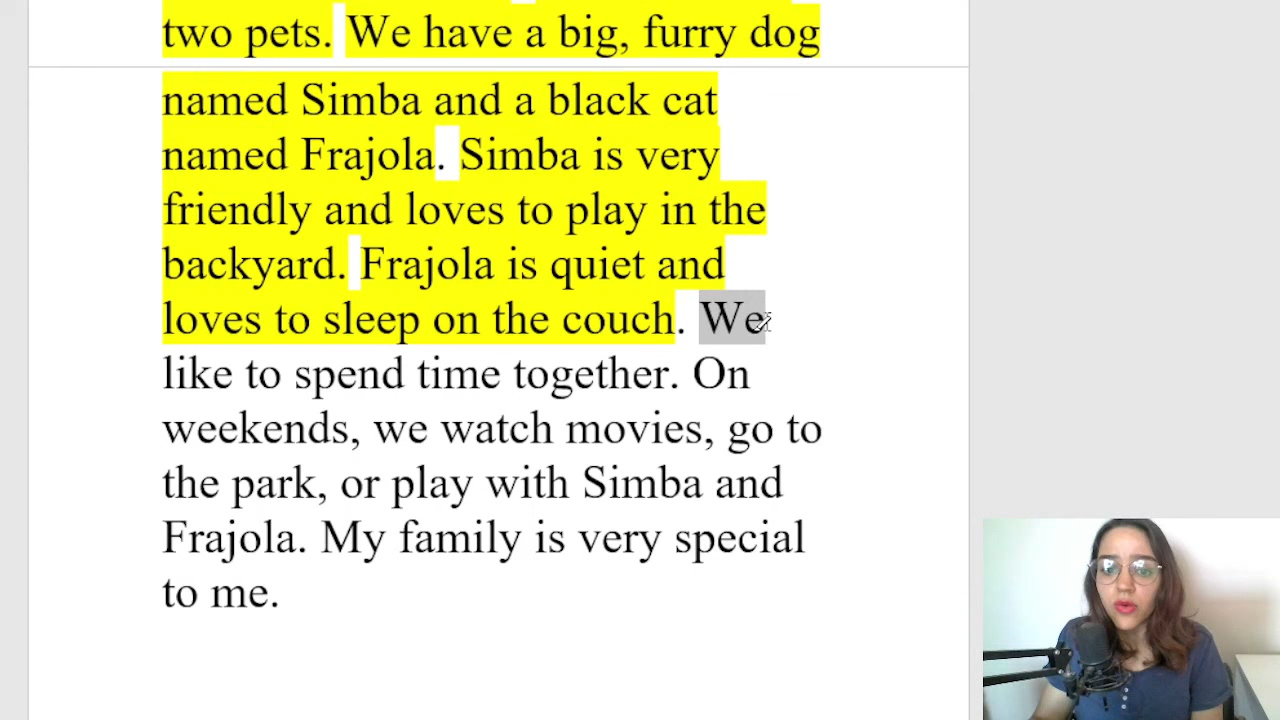 two pets. We have a big, furry dog
named Simba and a black cat
named Frajola. Simba is very
friendly and loves to play in the
backyard. Frajola is quiet and
loves to sleep on the couch. We
like to spend time together. On
weekends, we watch movies, go to
the park, or play with Simba and
Frajola. My family is very special
to me.